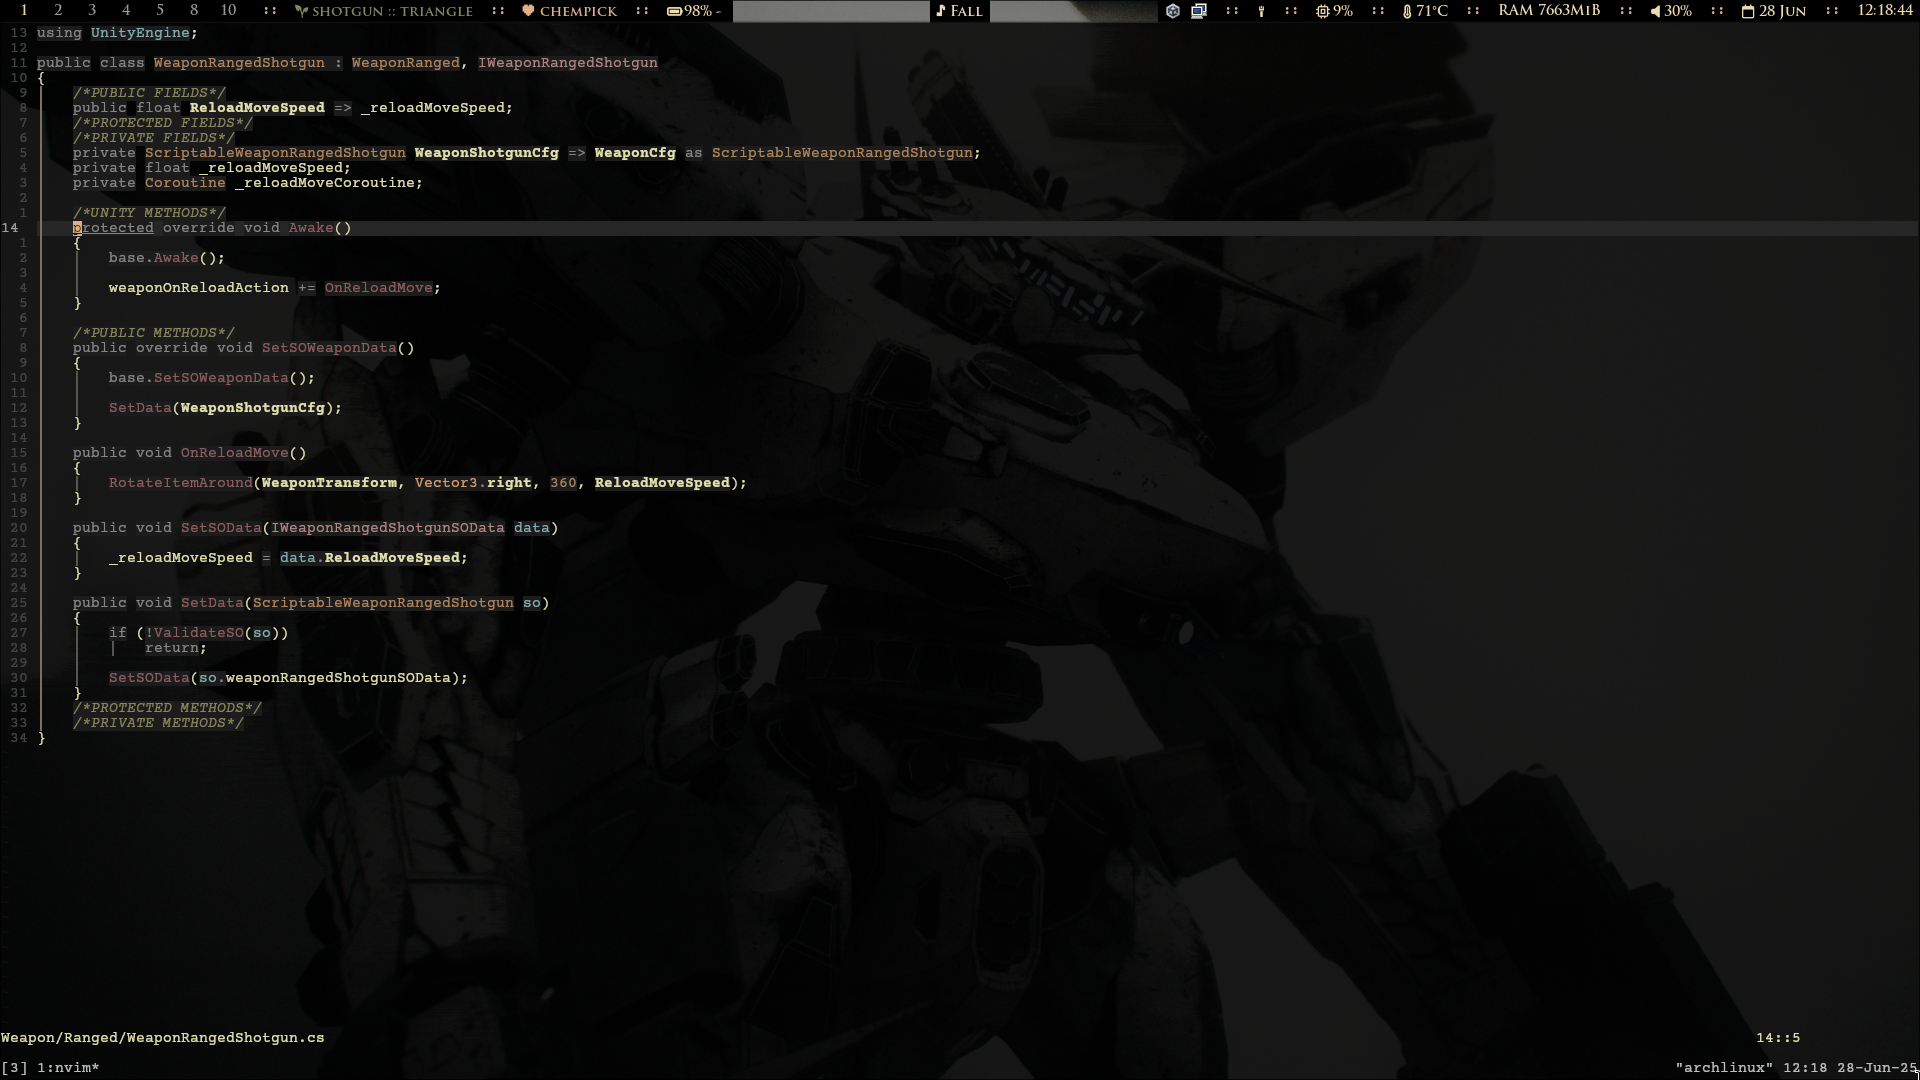 1 2 3 4 5 8 10 :: SHOTGUN :: TRIANGLE :: CHEMPICK :: 98% - FALL :: :: 9% :: 71°C :: RAM 7663MiB :: 30% :: 28 JUN :: 12:18:44
13 using UnityEngine;
12
11 public class WeaponRangedShotgun : WeaponRanged, IWeaponRangedShotgun
10 {
9 /*PUBLIC FIELDS*/
8 public float ReloadMoveSpeed => _reloadMoveSpeed;
7 /*PROTECTED FIELDS*/
6 /*PRIVATE FIELDS*/
5 private ScriptableWeaponRangedShotgun WeaponShotgunCfg => WeaponCfg as ScriptableWeaponRangedShotgun;
4 private float _reloadMoveSpeed;
3 private Coroutine _reloadMoveCoroutine;
2
1 /*UNITY METHODS*/
14 protected override void Awake()
1 {
2 base.Awake();
3
4 weaponOnReloadAction += OnReloadMove;
5 }
6
7 /*PUBLIC METHODS*/
8 public override void SetSOWeaponData()
9 {
10 base.SetSOWeaponData();
11
12 SetData(WeaponShotgunCfg);
13 }
14
15 public void OnReloadMove()
16 {
17 RotateItemAround(WeaponTransform, Vector3.right, 360, ReloadMoveSpeed);
18 }
19
20 public void SetSOData(IWeaponRangedShotgunSOData data)
21 {
22 _reloadMoveSpeed = data.ReloadMoveSpeed;
23 }
24
25 public void SetData(ScriptableWeaponRangedShotgun so)
26 {
27 if (!ValidateSO(so))
28 return;
29
30 SetSOData(so.weaponRangedShotgunSOData);
31 }
32 /*PROTECTED METHODS*/
33 /*PRIVATE METHODS*/
34 }
Weapon/Ranged/WeaponRangedShotgun.cs 14::5
[3] 1:nvim* "archlinux" 12:18 28-Jun-25